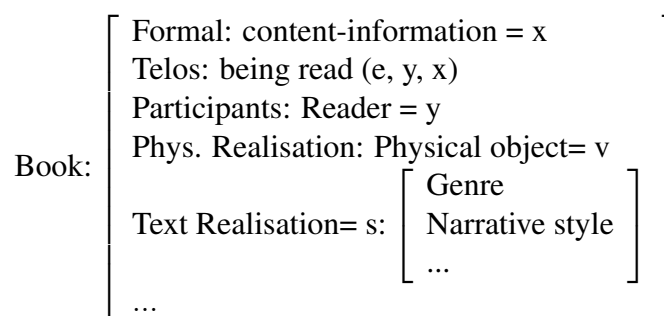 Formal: content-information = x
Telos: being read (e, y, x)
Participants: Reader = y
Phys. Realisation: Physical object= v
Book:
Genre
Text Realisation= s: Narrative style
...
...